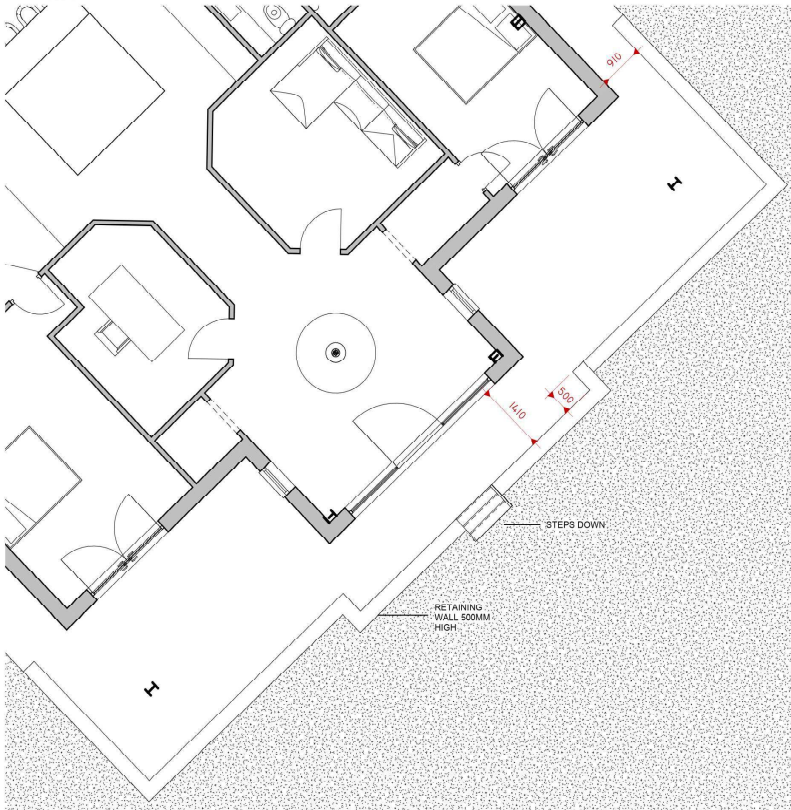 910
500
1410
STEPS DOWN
RETAINING
WALL 500MM
HIGH